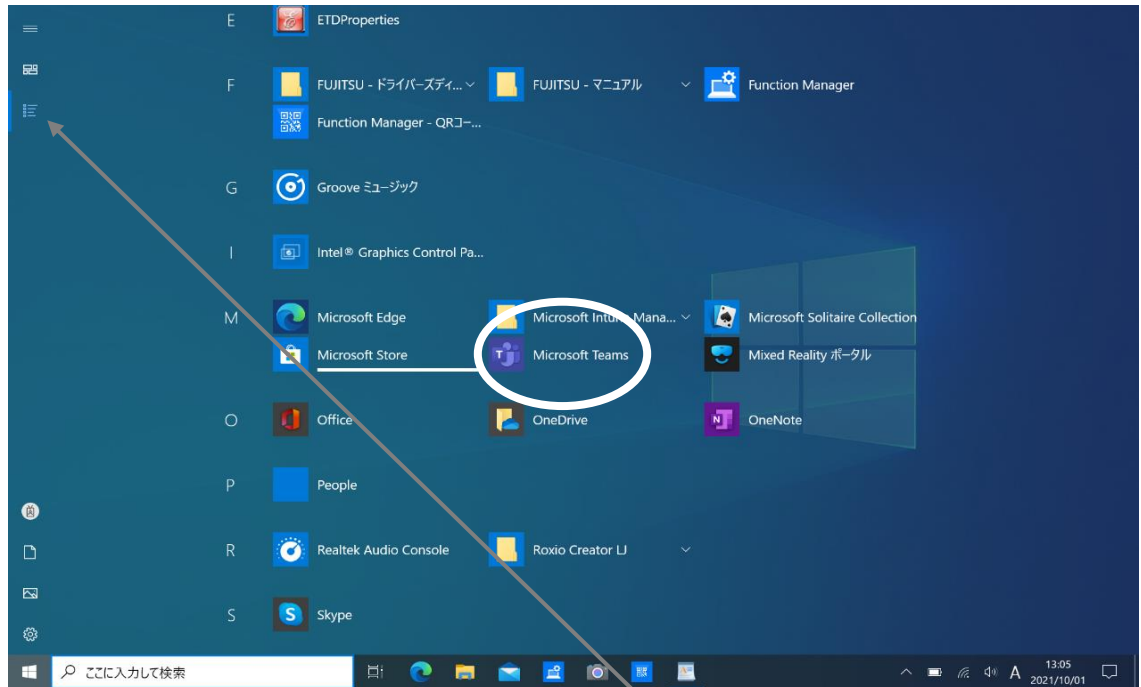 E
ETDProperties
F
FUJITSU - ドライバーズディ...
FUJITSU - マニュアル
Function Manager
Function Manager - QRコー...
G
Groove ミュージック
I
Intel® Graphics Control Pa...
M
Microsoft Edge
Microsoft Intune Mana...
Microsoft Solitaire Collection
Microsoft Store
Microsoft Teams
Mixed Reality ポータル
O
Office
OneDrive
OneNote
P
People
R
Realtek Audio Console
Roxio Creator LJ
S
Skype
ここに入力して検索
A
13:05
2021/10/01